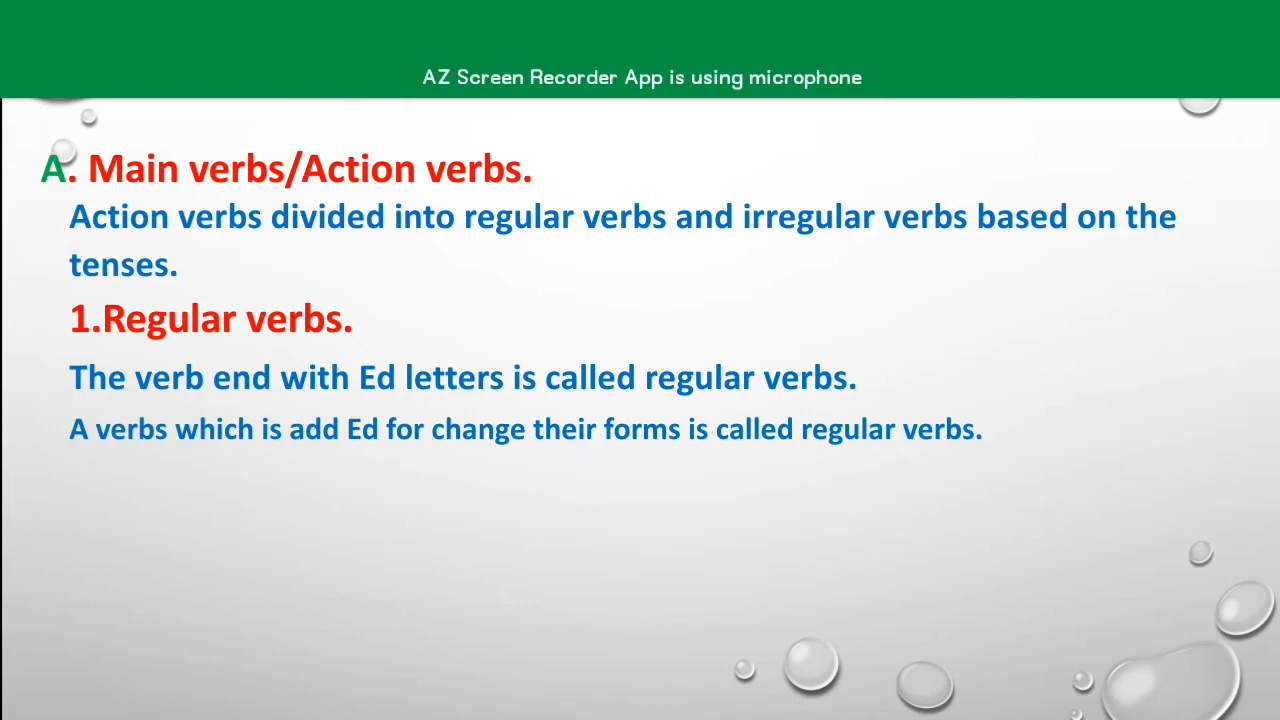 AZ Screen Recorder App is using microphone
A. Main verbs/Action verbs.
Action verbs divided into regular verbs and irregular verbs based on the
tenses.
1.Regular verbs.
The verb end with Ed letters is called regular verbs.
A verbs which is add Ed for change their forms is called regular verbs.